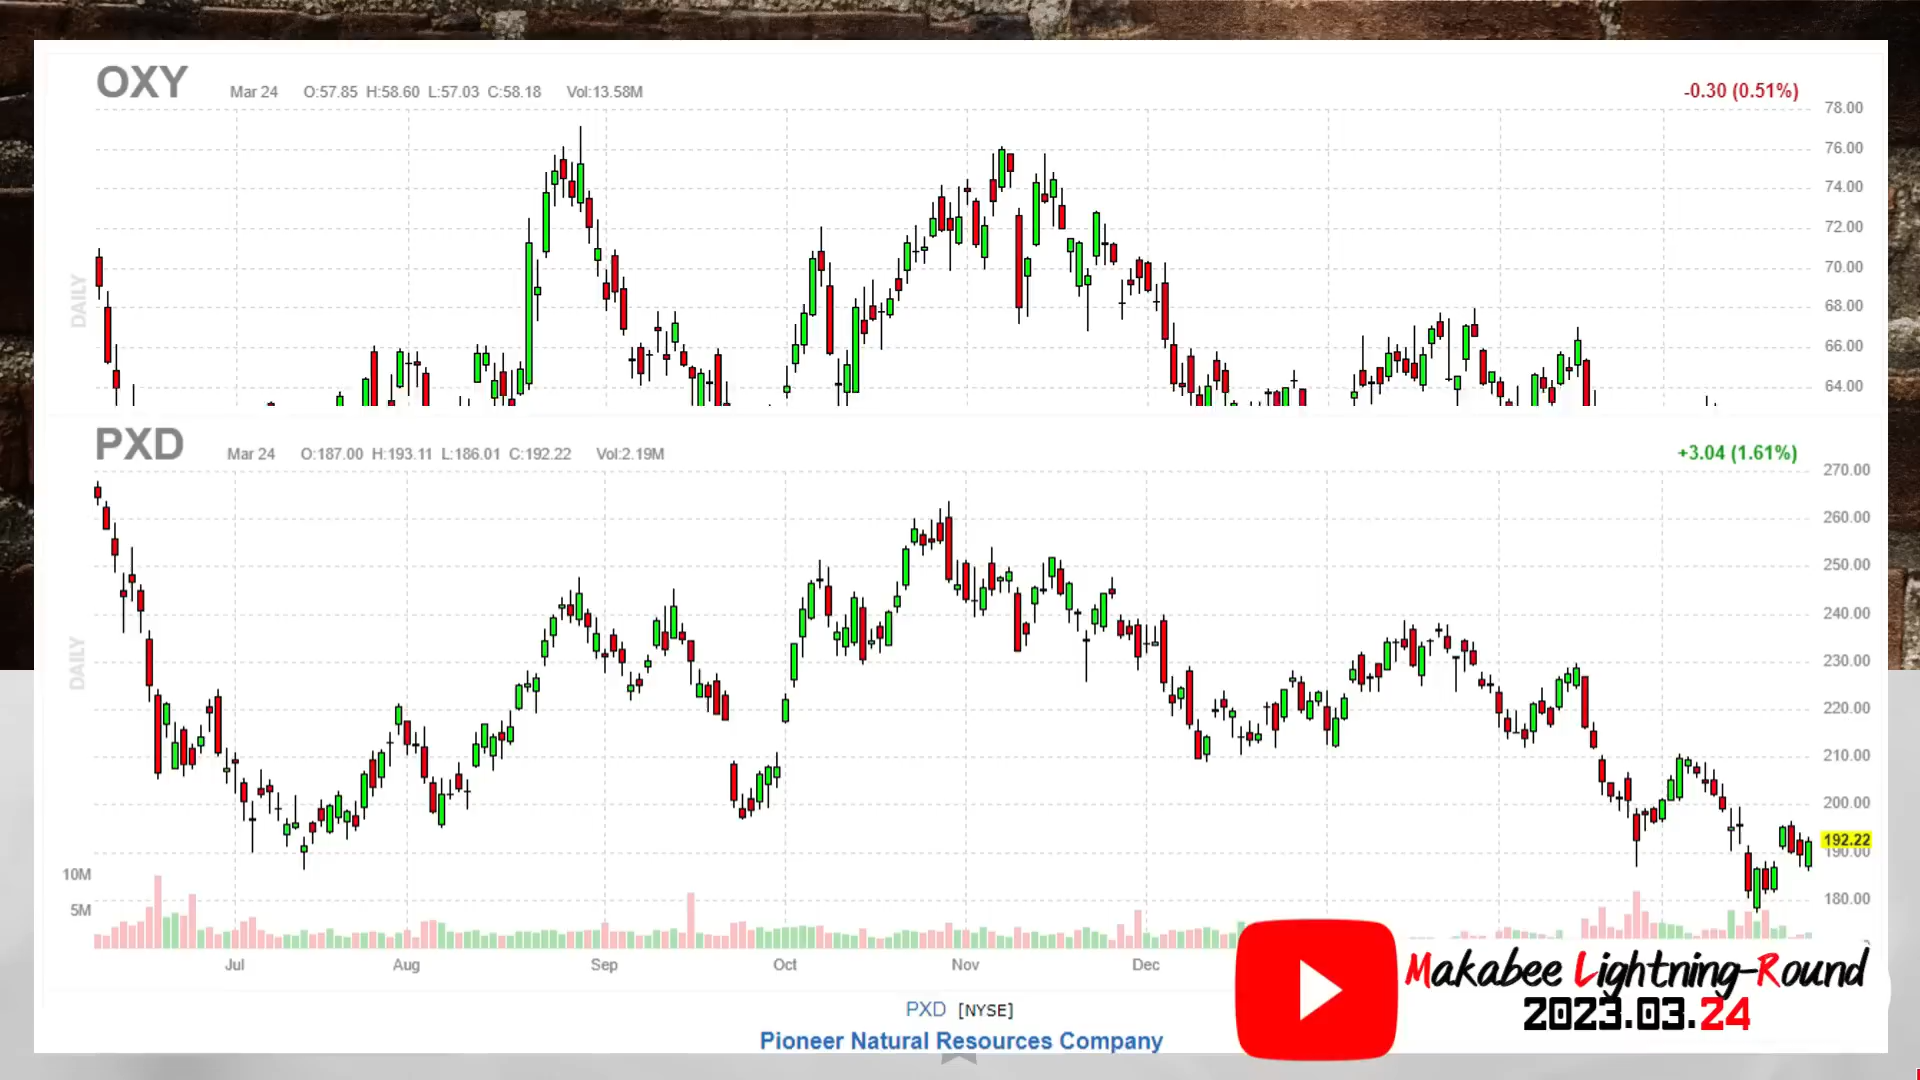 OXY Mar 24 O:57.85 H:58.60 L:57.03 C:58.18 Vol:13.58M -0.30 (0.51%)
78.00
76.00
74.00
72.00
70.00
68.00
66.00
64.00
DAILY
PXD Mar 24 O:187.00 H:193.11 L:186.01 C:192.22 Vol:2.19M +3.04 (1.61%)
270.00
260.00
250.00
240.00
230.00
220.00
210.00
200.00
192.22
190.00
180.00
DAILY
10M
5M
Jul Aug Sep Oct Nov Dec
PXD [NYSE]
Pioneer Natural Resources Company
Makabee Lightning-Round
2023.03.24